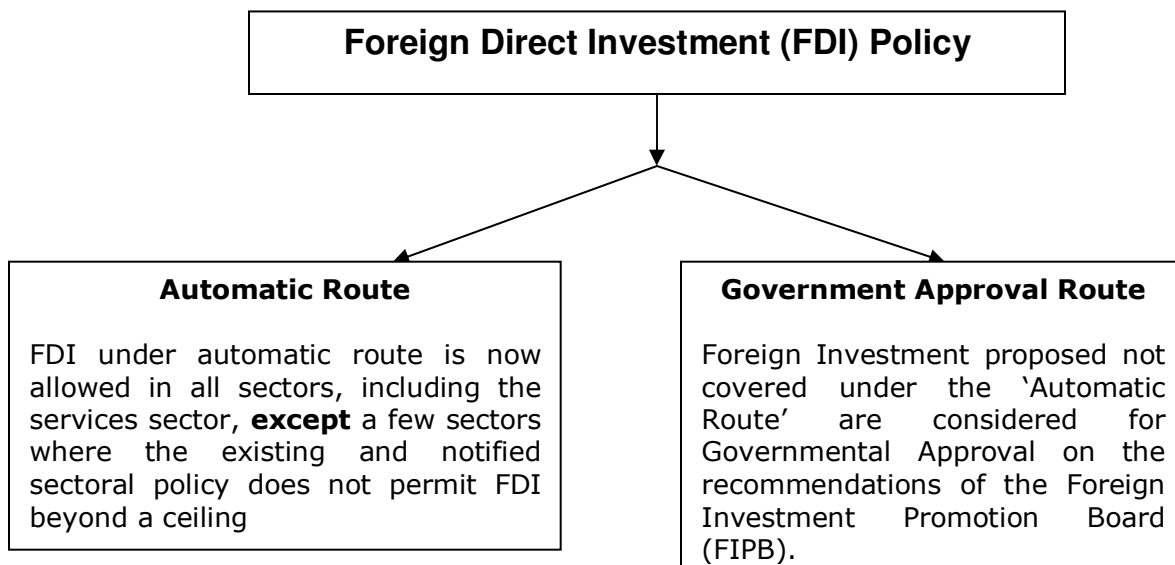 Foreign Direct Investment (FDI) Policy
Automatic Route
FDI under automatic route is now
allowed in all sectors, including the
services sector, except a few sectors
where the existing and notified
sectoral policy does not permit FDI
beyond a ceiling
Government Approval Route
Foreign Investment proposed not
covered under the ‘Automatic
Route’ are considered for
Governmental Approval on the
recommendations of the Foreign
Investment Promotion Board
(FIPB).